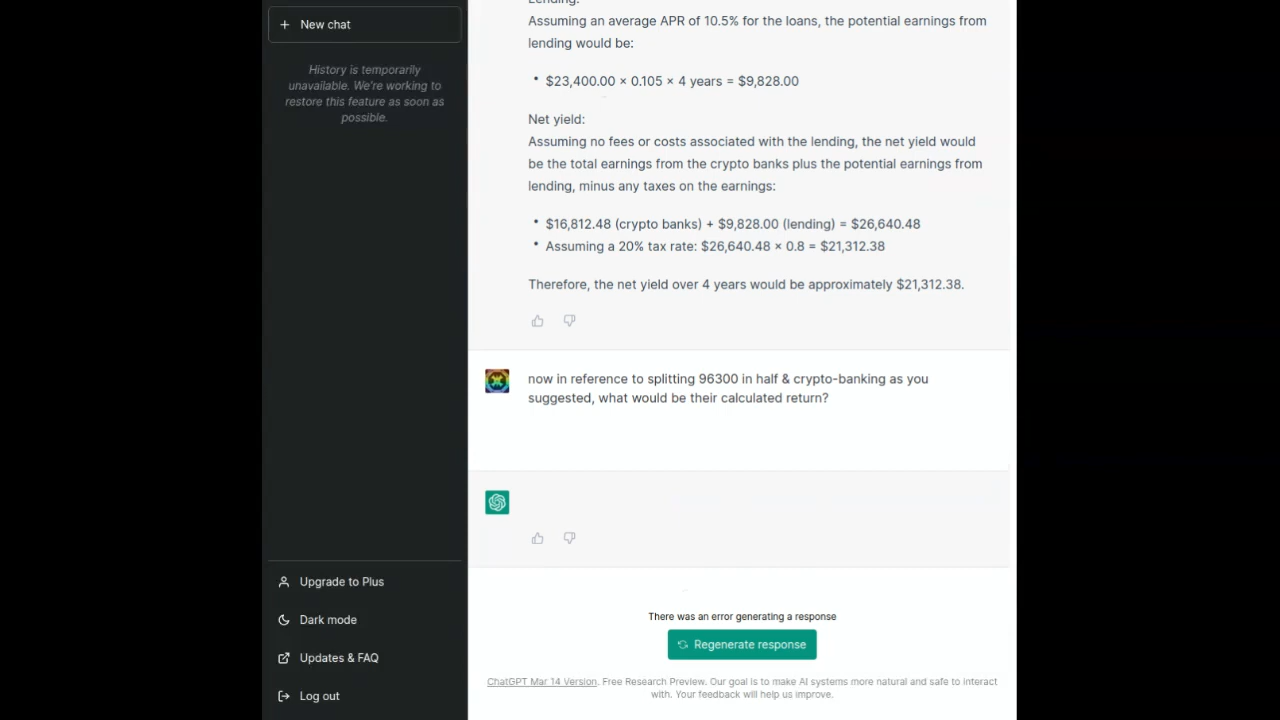 New chat
History is temporarily
unavailable. We're working to
restore this feature as soon as
possible.
Upgrade to Plus
Dark mode
Updates & FAQ
Log out
Lending:
Assuming an average APR of 10.5% for the loans, the potential earnings from
lending would be:
• $23,400.00 × 0.105 × 4 years = $9,828.00
Net yield:
Assuming no fees or costs associated with the lending, the net yield would
be the total earnings from the crypto banks plus the potential earnings from
lending, minus any taxes on the earnings:
• $16,812.48 (crypto banks) + $9,828.00 (lending) = $26,640.48
• Assuming a 20% tax rate: $26,640.48 × 0.8 = $21,312.38
Therefore, the net yield over 4 years would be approximately $21,312.38.
now in reference to splitting 96300 in half & crypto-banking as you
suggested, what would be their calculated return?
There was an error generating a response
Regenerate response
ChatGPT Mar 14 Version. Free Research Preview. Our goal is to make AI systems more natural and safe to interact
with. Your feedback will help us improve.